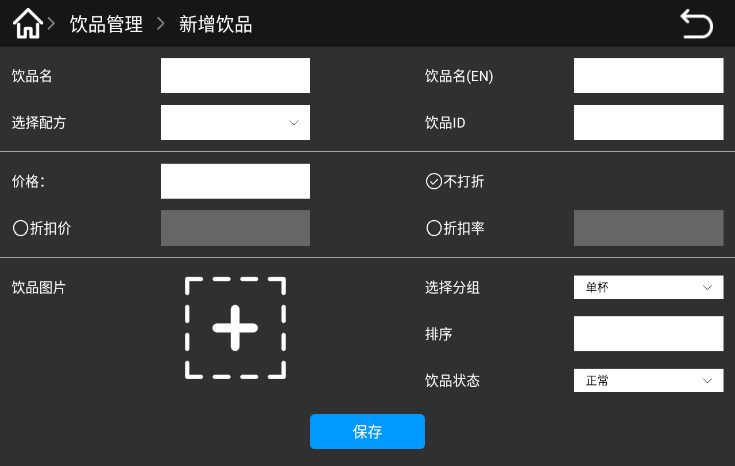 饮品管理 新增饮品
饮品名 饮品名(EN)
选择配方 饮品ID
价格： 不打折
折扣价 折扣率
饮品图片 选择分组 单杯
排序
饮品状态 正常
保存